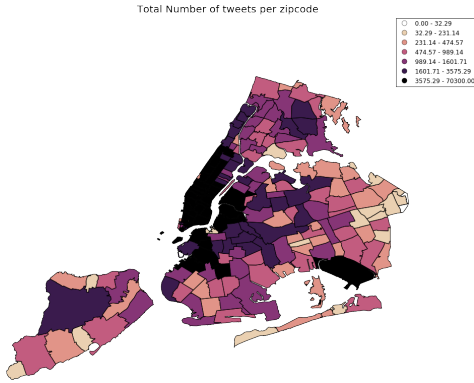 Total Number of tweets per zipcode
0.00 - 32.29
32.29 - 231.14
231.14 - 474.57
474.57 - 989.14
989.14 - 1601.71
1601.71 - 3575.29
3575.29 - 70300.00